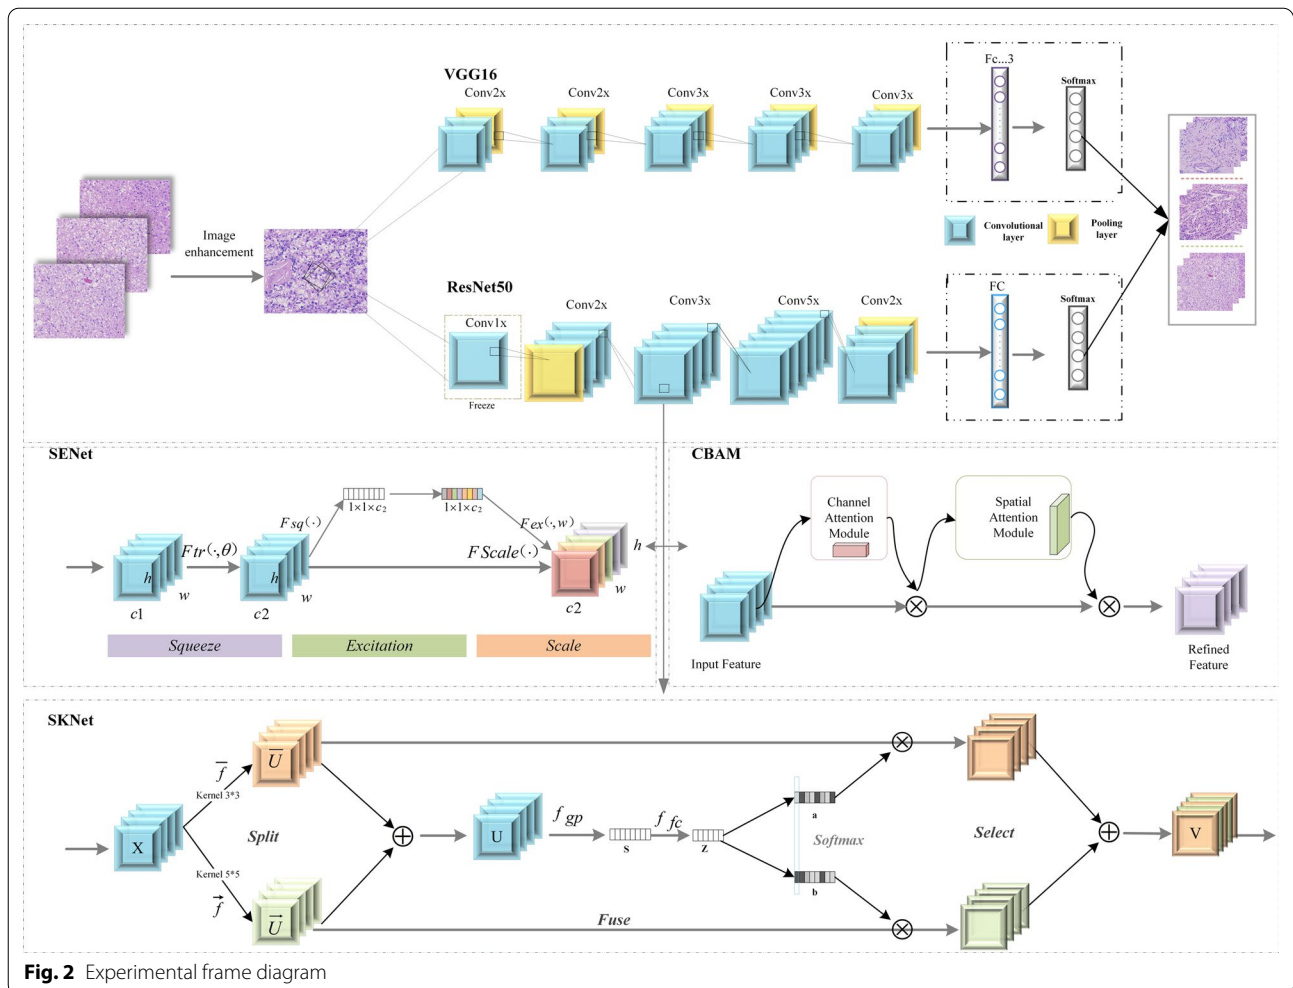 VGG16
Conv2x
Conv2x
Conv3x
Conv3x
Conv3x
Fc...3
Softmax
Image
enhancement
Convolutional
layer
Pooling
layer
ResNet50
Conv1x
Conv2x
Conv3x
Conv5x
Conv2x
FC
Softmax
Freeze
SENet
1×1×c₂
1×1×c₂
Fsq(·)
Fex(·,w)
Ftr(·,θ)
FScale(·)
h
h
h
w
w
w
c1
c2
c2
Squeeze
Excitation
Scale
CBAM
Channel
Attention
Module
Spatial
Attention
Module
Input Feature
Refined
Feature
SKNet
f̅
Kernel 3*3
U̅
X
Split
Kernel 5*5
f⃗
U⃗
U
f gp
S
f fc
Z
a
Softmax
b
Fuse
Select
V
Fig. 2 Experimental frame diagram